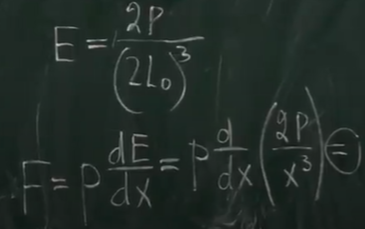 E = 2P / (2L₀)³
F = p dE/dx = p d/dx (2P/x³) ⊜